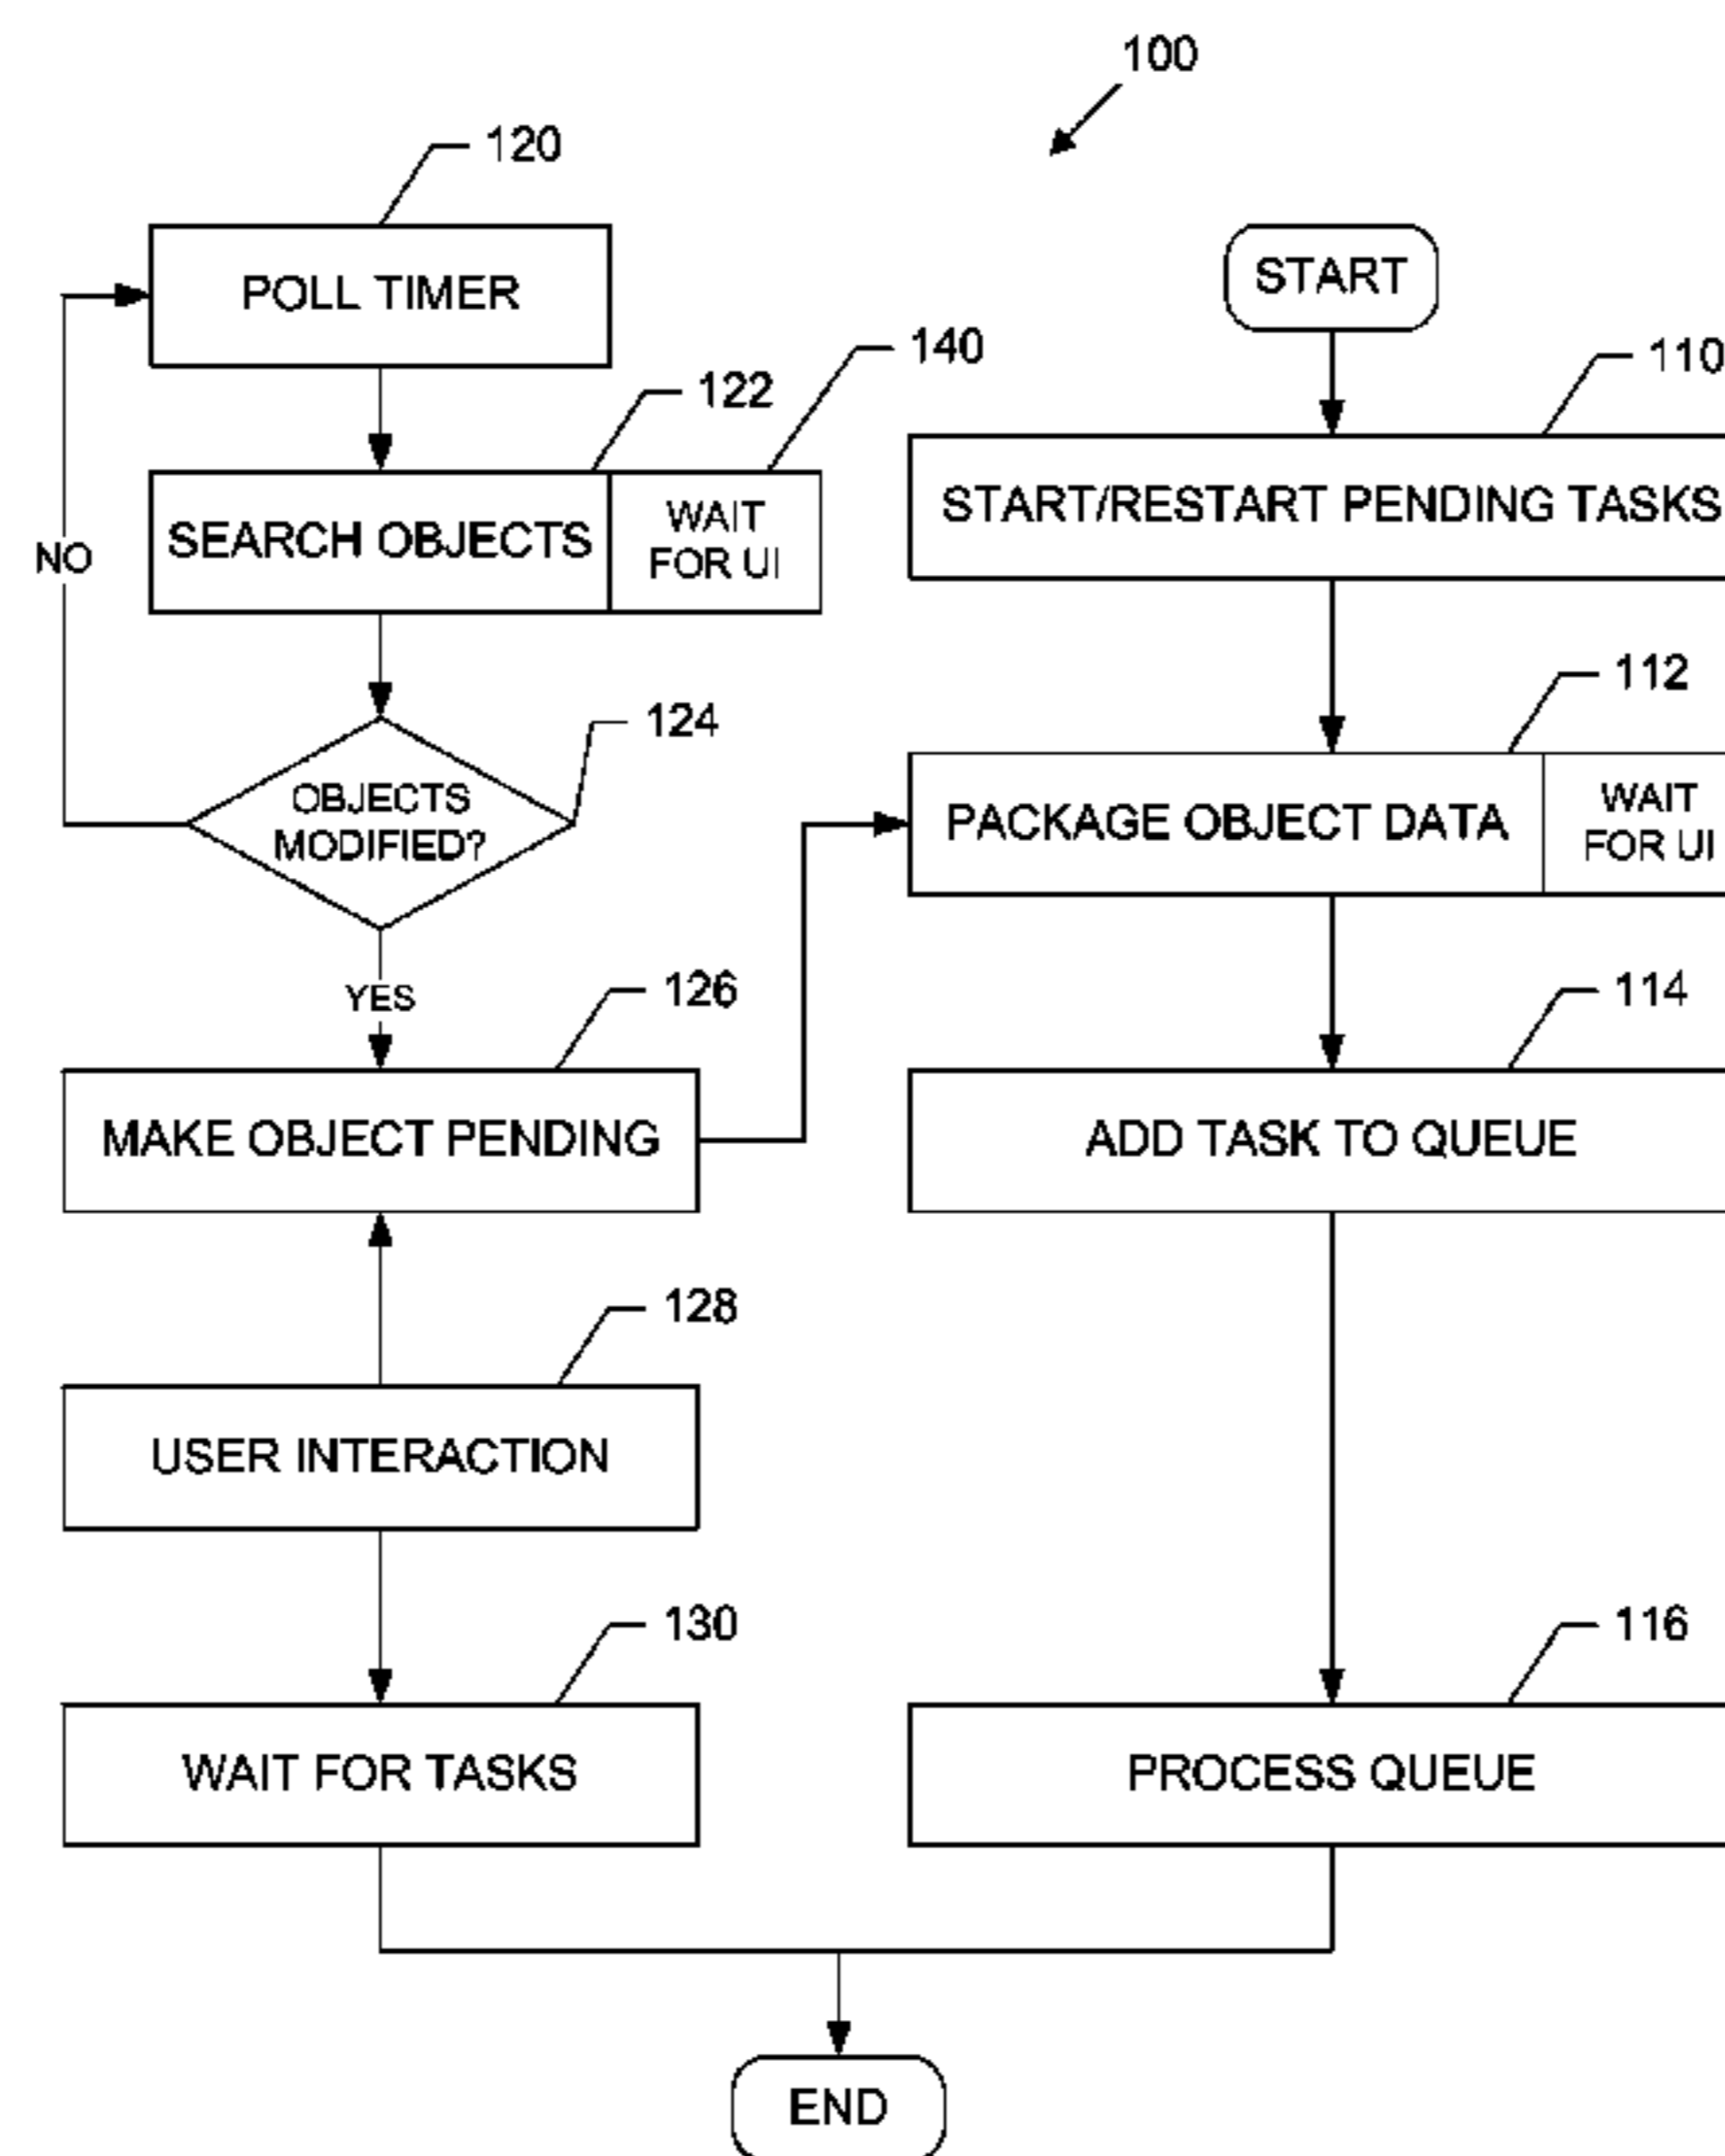 100
120
POLL TIMER
START
140
110
122
SEARCH OBJECTS
WAIT
FOR UI
START/RESTART PENDING TASKS
NO
112
124
OBJECTS
MODIFIED?
PACKAGE OBJECT DATA
WAIT
FOR UI
YES
126
114
MAKE OBJECT PENDING
ADD TASK TO QUEUE
128
USER INTERACTION
130
116
WAIT FOR TASKS
PROCESS QUEUE
END